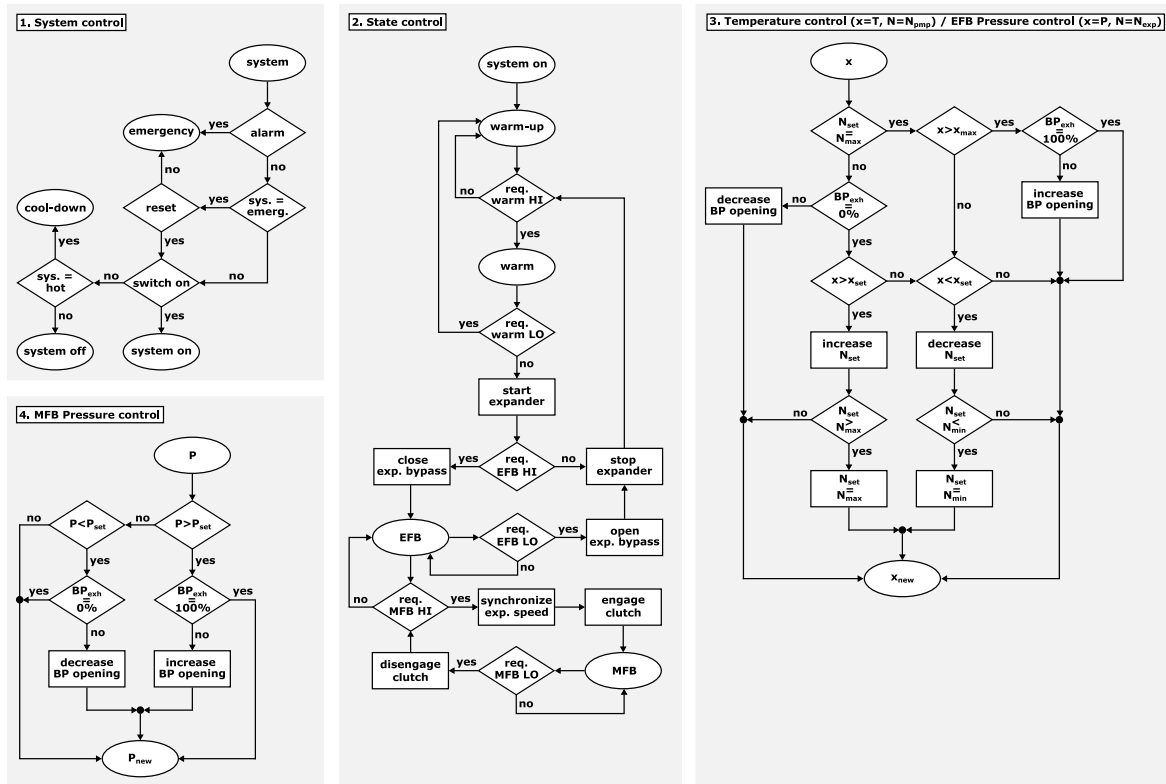 1. System control
system
alarm
yes
emergency
no
no
cool-down
reset
yes
sys. =
emerg.
yes
yes
no
sys. =
hot
no
switch on
no
yes
system off
system on
2. State control
system on
warm-up
no
req.
warm HI
yes
warm
yes
req.
warm LO
no
start
expander
close
exp. bypass
yes
req.
EFB HI
no
stop
expander
EFB
req.
EFB LO
yes
open
exp. bypass
no
no
req.
MFB HI
yes
synchronize
exp. speed
engage
clutch
disengage
clutch
yes
req.
MFB LO
MFB
no
3. Temperature control (x=T, N=Npmp) / EFB Pressure control (x=P, N=Nexp)
x
Nset
=
Nmax
yes
x>xmax
yes
BPexh
=
100%
yes
no
no
decrease
BP opening
no
BPexh
=
0%
increase
BP opening
no
yes
x>xset
no
x<xset
no
yes
yes
increase
Nset
decrease
Nset
no
Nset
>
Nmax
Nset
<
Nmin
no
yes
yes
Nset
=
Nmax
Nset
=
Nmin
xnew
4. MFB Pressure control
P
no
P<Pset
no
P>Pset
yes
yes
yes
BPexh
=
0%
BPexh
=
100%
yes
no
no
decrease
BP opening
increase
BP opening
Pnew